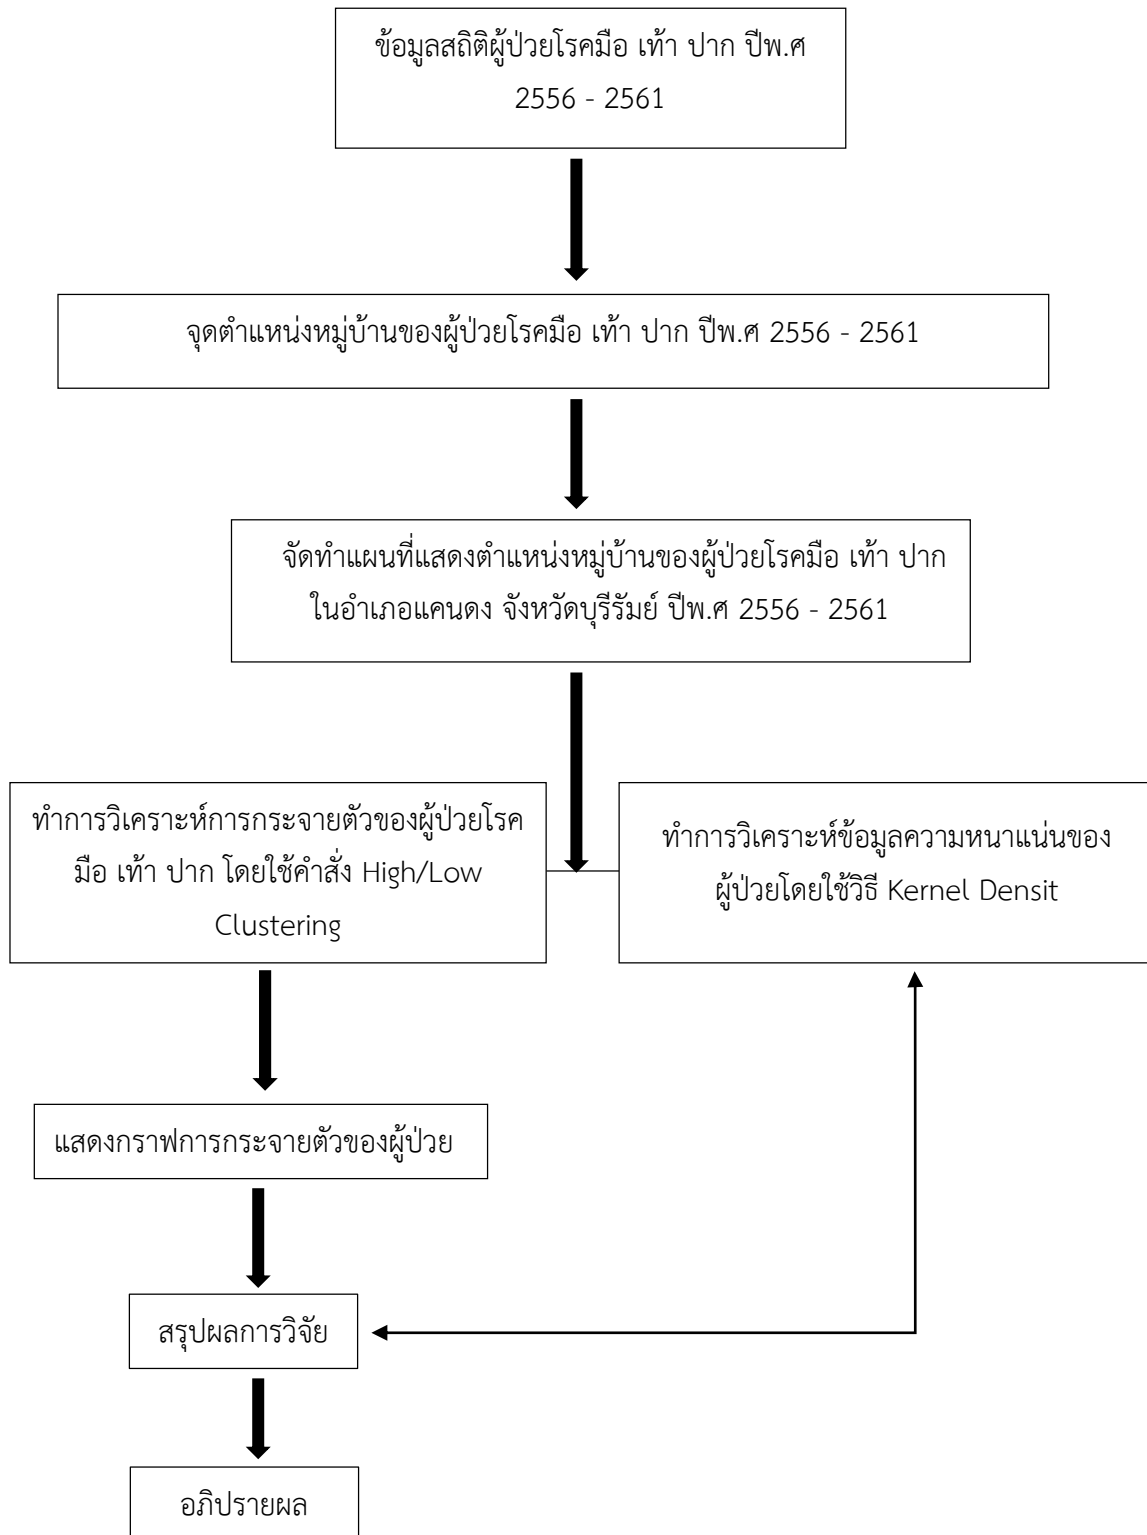 ข้อมูลสถิติผู้ป่วยโรคมือ เท้า ปาก ปีพ.ศ
2556 - 2561
จุดตำแหน่งหมู่บ้านของผู้ป่วยโรคมือ เท้า ปาก ปีพ.ศ 2556 - 2561
จัดทำแผนที่แสดงตำแหน่งหมู่บ้านของผู้ป่วยโรคมือ เท้า ปาก
ในอำเภอแคนดง จังหวัดบุรีรัมย์ ปีพ.ศ 2556 - 2561
ทำการวิเคราะห์การกระจายตัวของผู้ป่วยโรค
มือ เท้า ปาก โดยใช้คำสั่ง High/Low
Clustering
ทำการวิเคราะห์ข้อมูลความหนาแน่นของ
ผู้ป่วยโดยใช้วิธี Kernel Densit
แสดงกราฟการกระจายตัวของผู้ป่วย
สรุปผลการวิจัย
อภิปรายผล